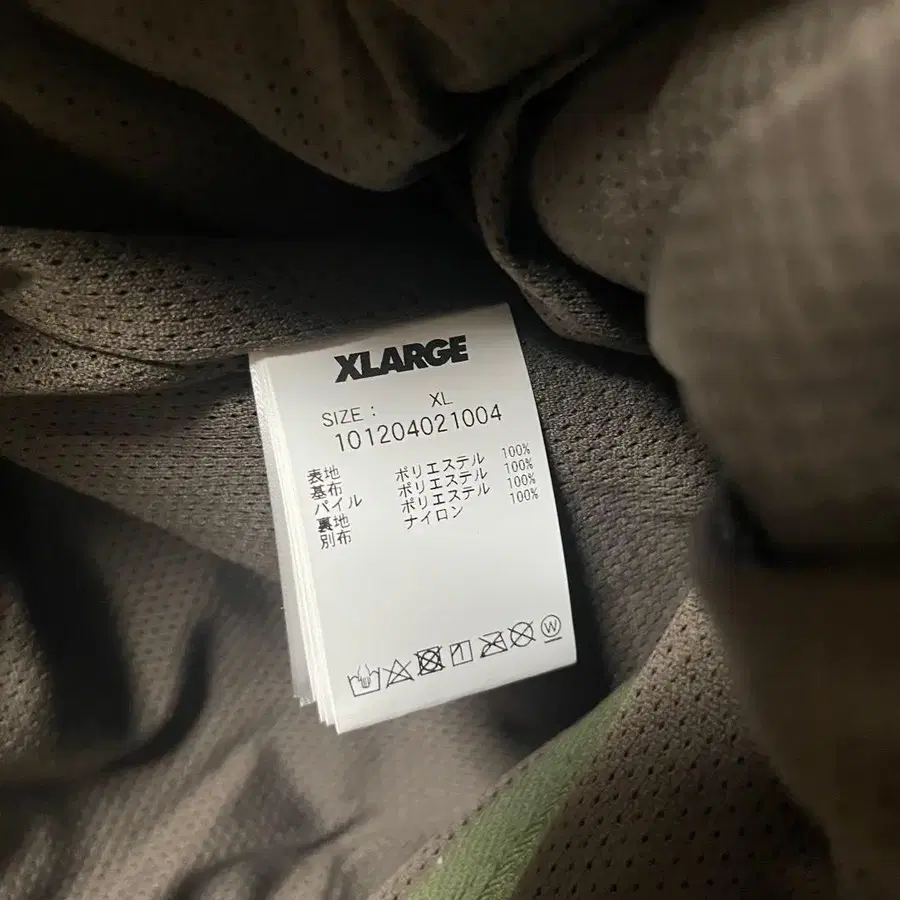 XLARGE
SIZE : XL
101204021004
表地
基布 ポリエステル 100%
パイル ポリエステル 100%
裏地 ポリエステル 100%
別布 ナイロン 100%
W